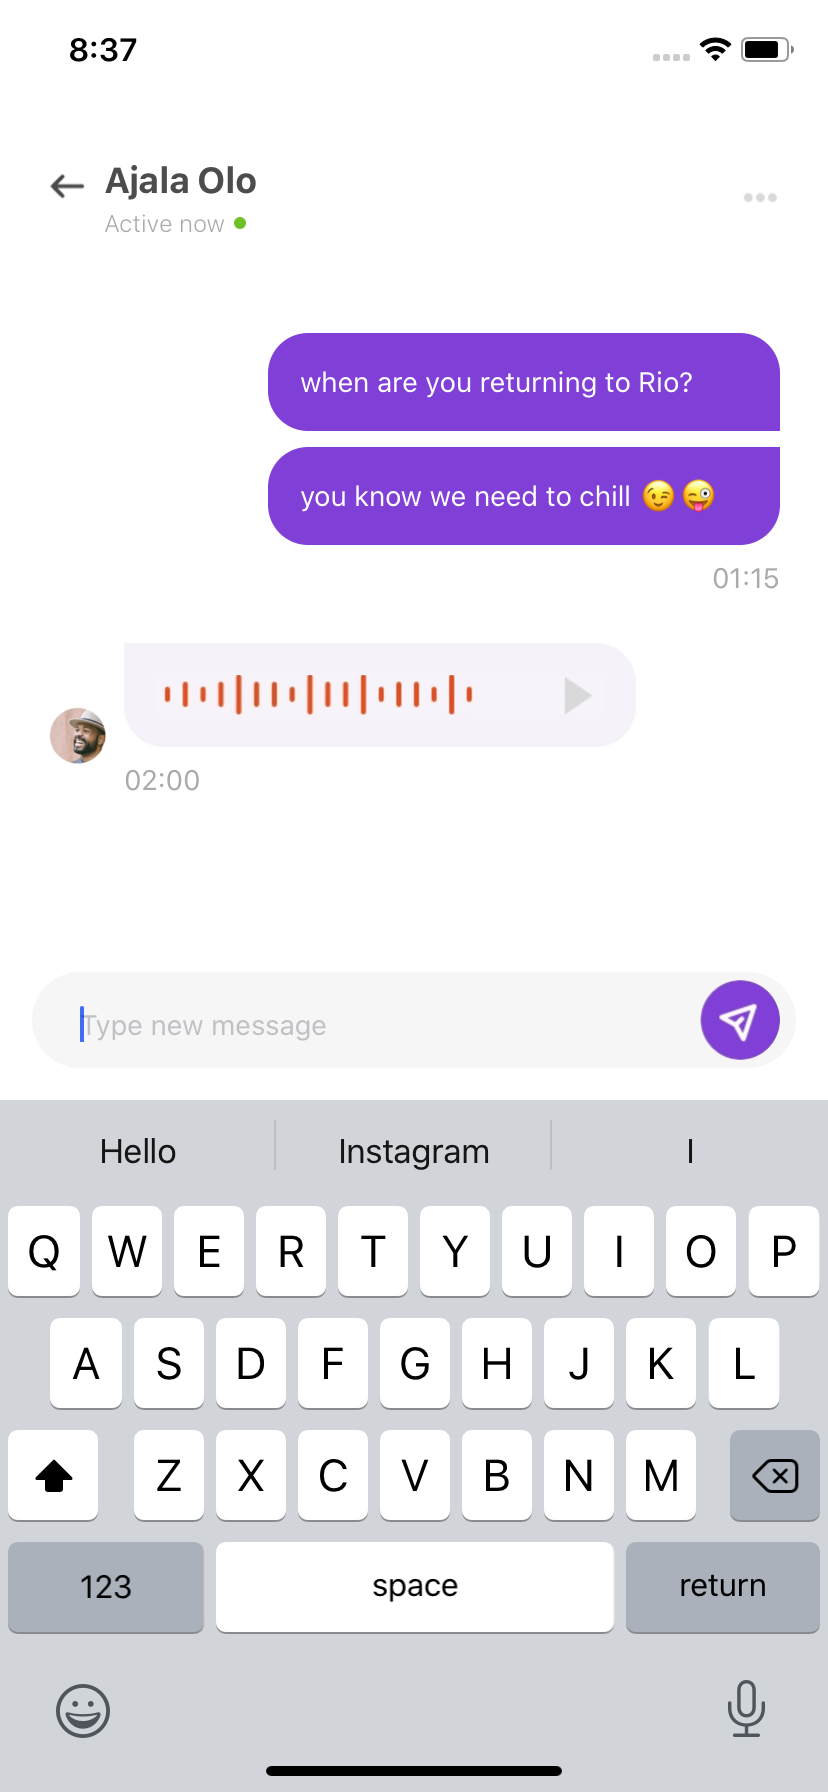 8:37
Ajala Olo
Active now
when are you returning to Rio?
you know we need to chill 😉😜
01:15
02:00
Type new message
Hello Instagram I
Q W E R T Y U I O P
A S D F G H J K L
Z X C V B N M
123 space return